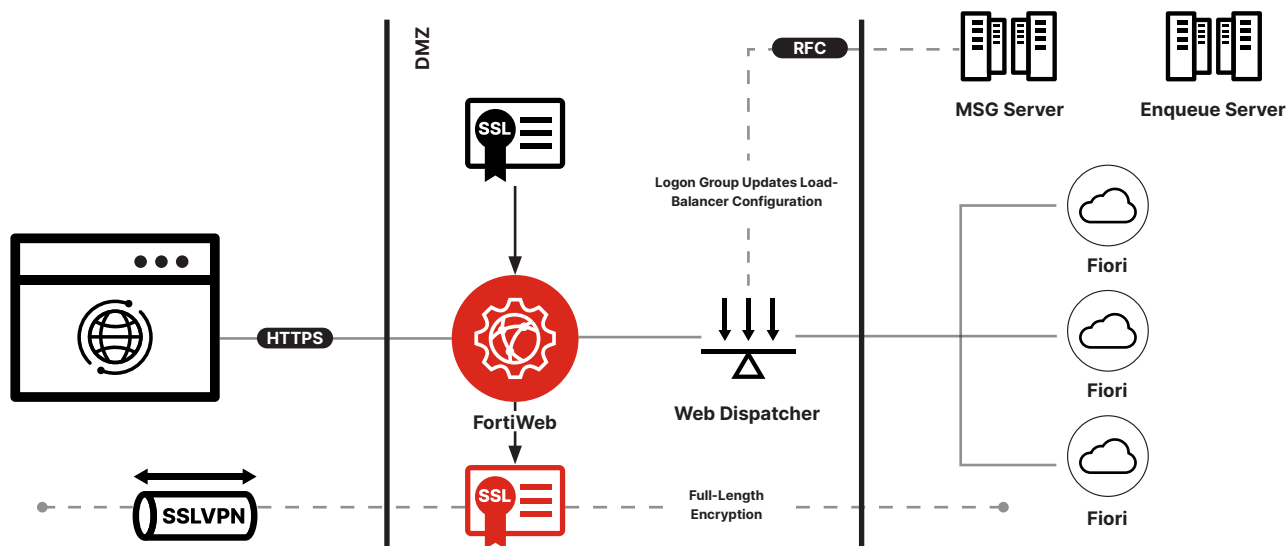 DMZ
RFC
MSG Server
Enqueue Server
SSL
Logon Group Updates Load-
Balancer Configuration
Fiori
HTTPS
FortiWeb
Web Dispatcher
Fiori
SSLVPN
SSL
Full-Length
Encryption
Fiori